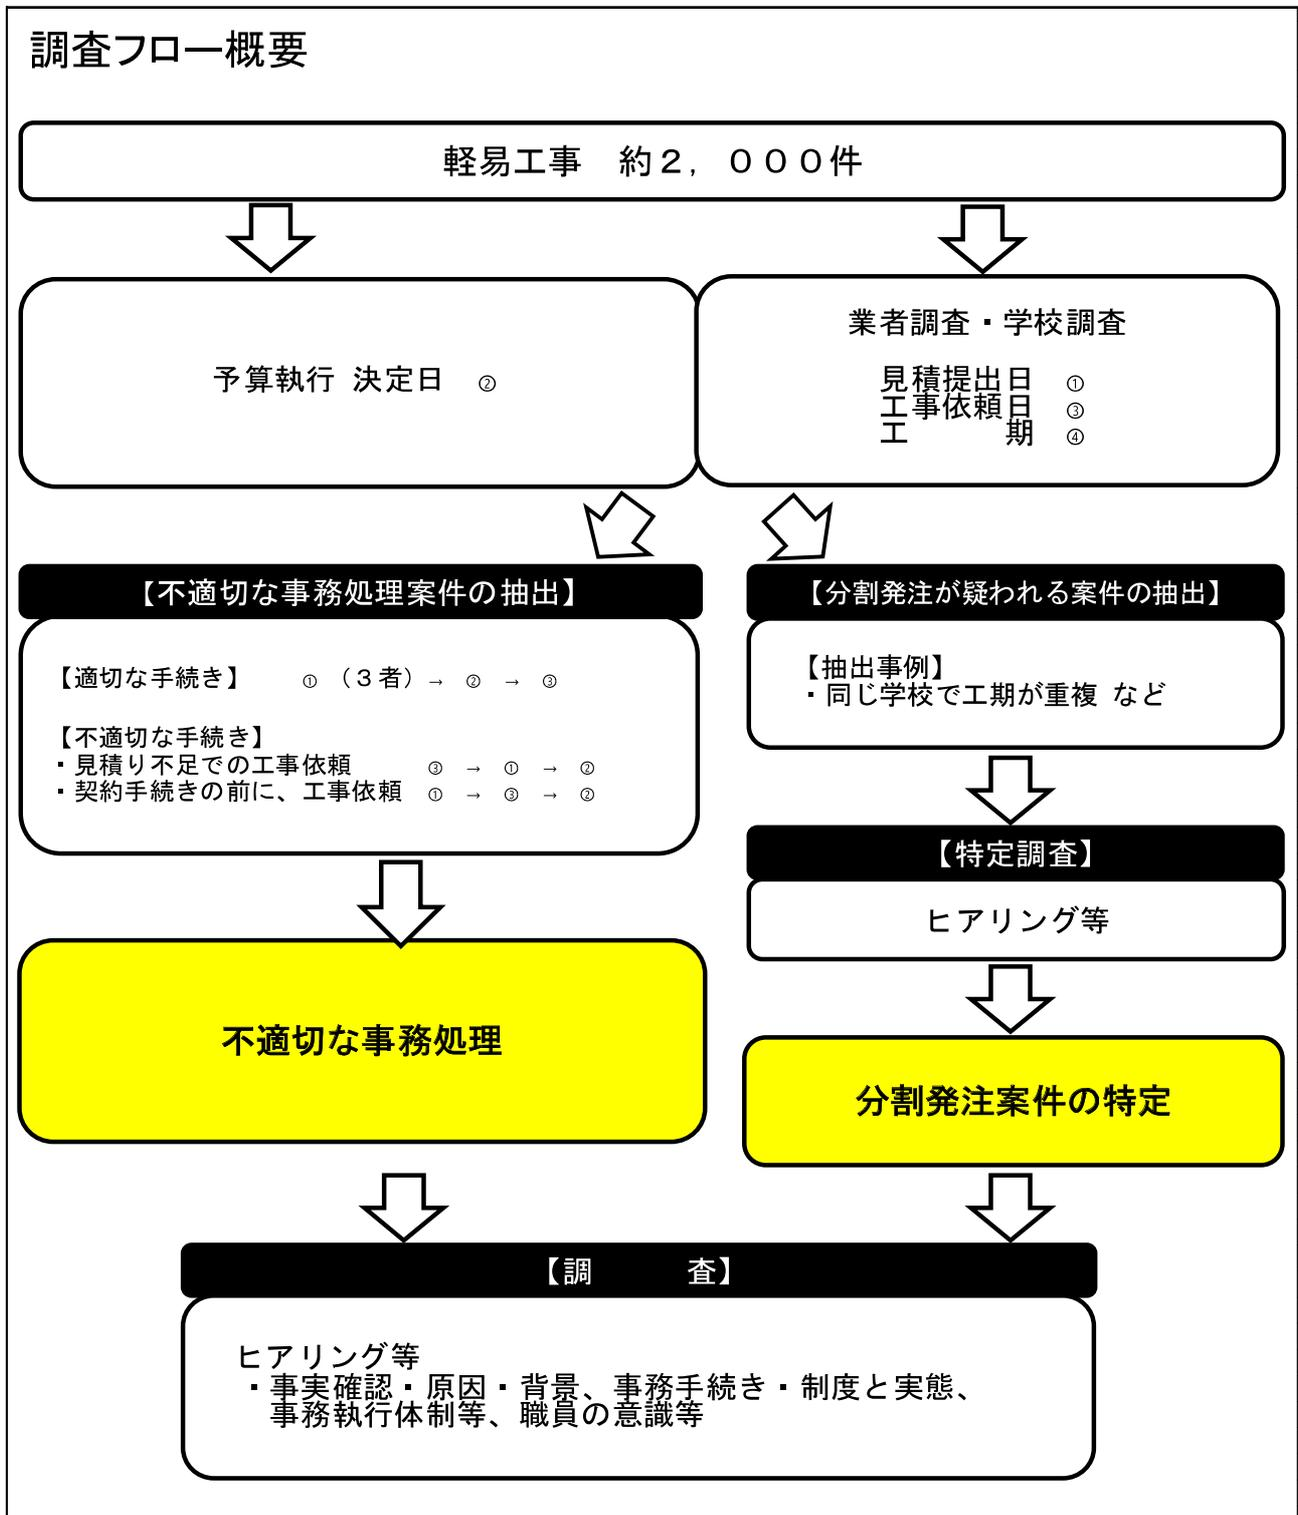 調査フロー概要
軽易工事　約２，０００件
予算執行 決定日　②
業者調査・学校調査
見積提出日　①
工事依頼日　③
工　　　期　④
【不適切な事務処理案件の抽出】
【適切な手続き】　　①　（３者）→　②　→　③
【不適切な手続き】
・見積り不足での工事依頼　　　③　→　①　→　②
・契約手続きの前に、工事依頼　①　→　③　→　②
【分割発注が疑われる案件の抽出】
【抽出事例】
・同じ学校で工期が重複 など
【特定調査】
ヒアリング等
不適切な事務処理
分割発注案件の特定
【調　　　査】
ヒアリング等
・事実確認・原因・背景、事務手続き・制度と実態、
事務執行体制等、職員の意識等